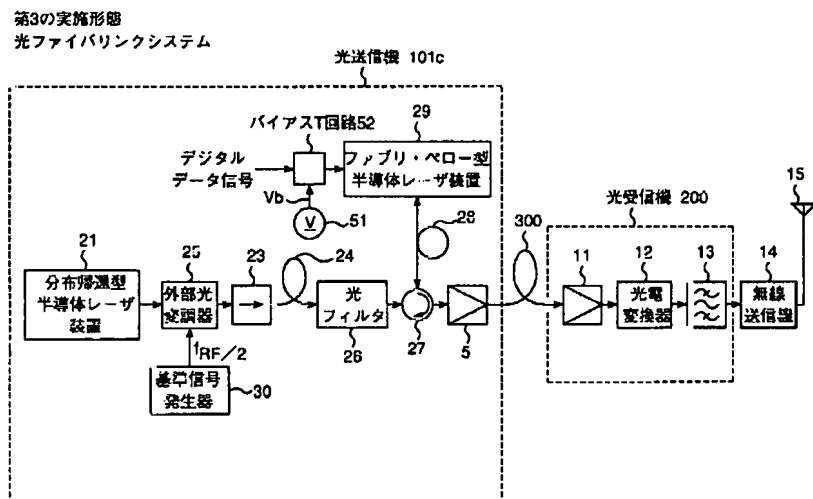 第3の実施形態
光ファイバリンクシステム
光送信機 101c
バイアスT回路52
29
デジタル
データ信号
ファブリ・ペロー型
半導体レーザ装置
Vb
V
51
28
光受信機 200
15
300
21
25
23
24
11
12
13
14
分布帰還型
半導体レーザ
装置
外部光
変調器
光
フィルタ
光電
変換器
無線
送信器
26
27
5
fRF/2
基準信号
発生器
30